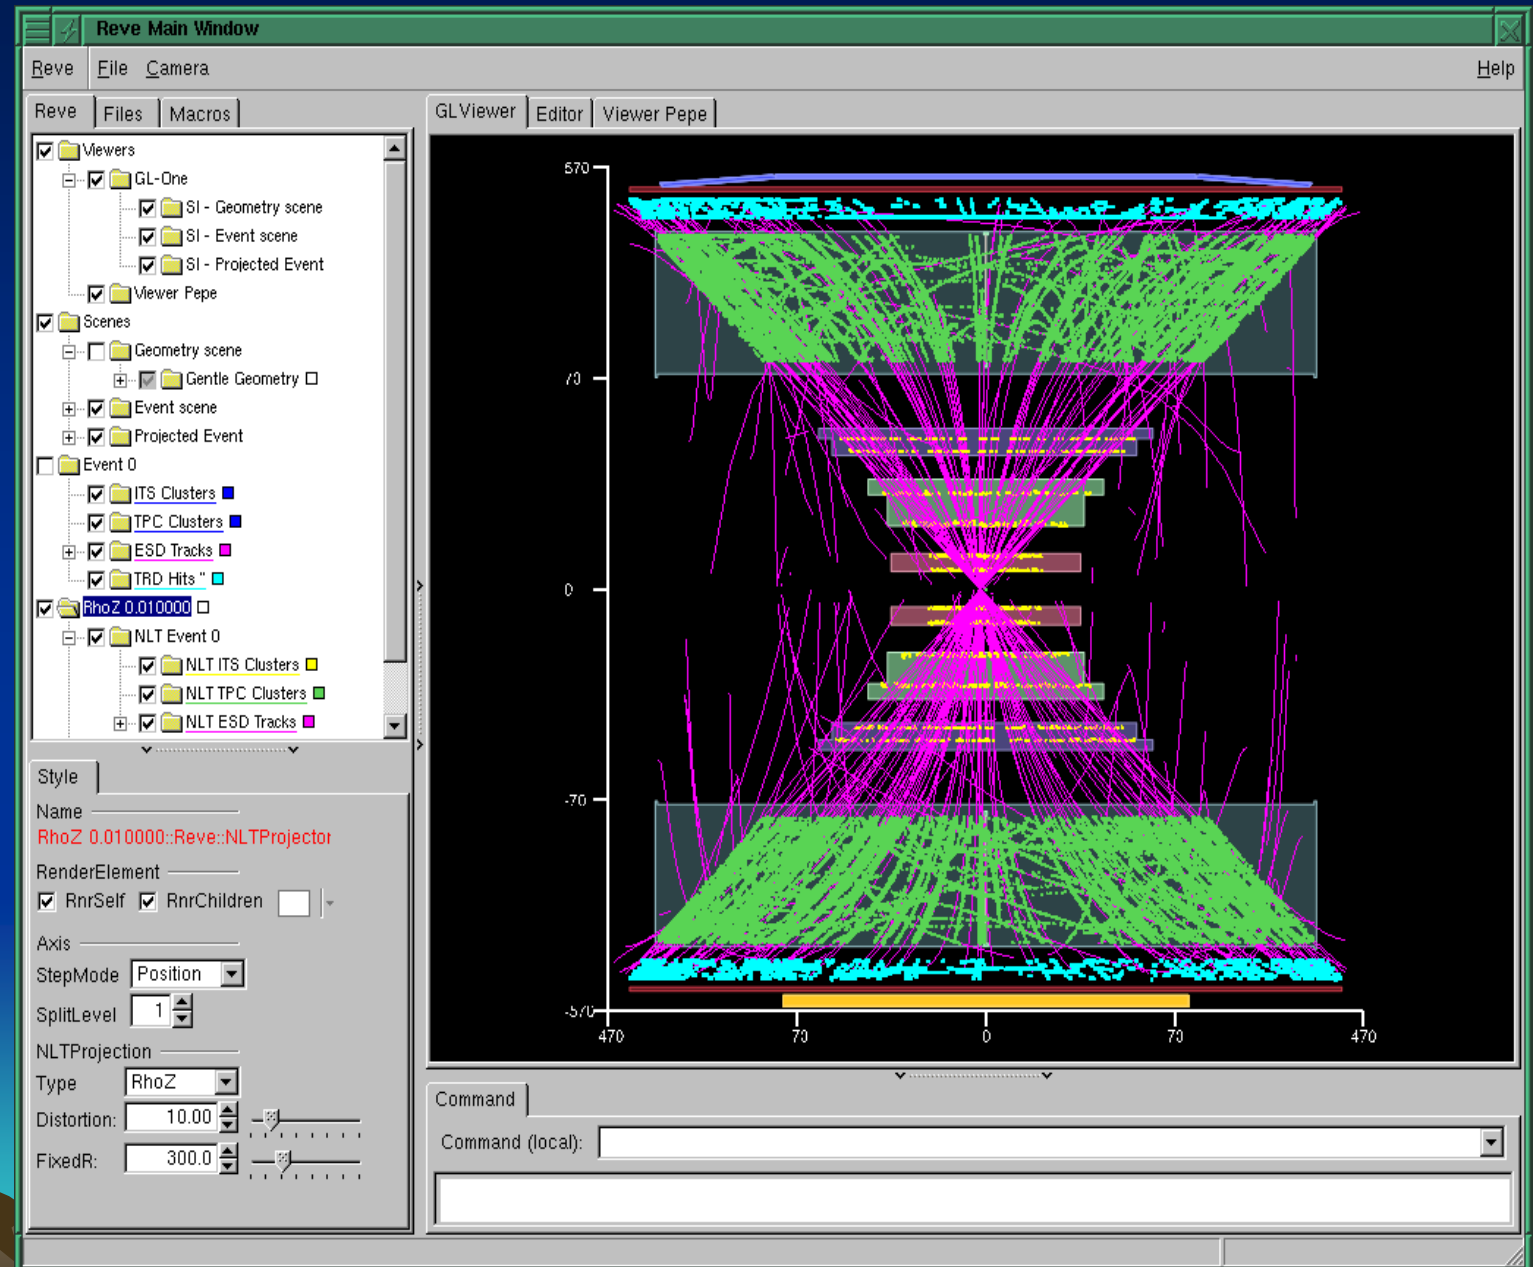 Reve Main Window
Reve File Camera Help
Reve Files Macros
GLViewer Editor Viewer Pepe
Viewers
GL-One
SI - Geometry scene
SI - Event scene
SI - Projected Event
Viewer Pepe
Scenes
Geometry scene
Gentle Geometry
Event scene
Projected Event
Event 0
ITS Clusters
TPC Clusters
ESD Tracks
TRD Hits "
RhoZ 0.010000
NLT Event 0
NLT ITS Clusters
NLT TPC Clusters
NLT ESD Tracks
570
70
0
-70
-570
470 70 0 70 470
Style
Name
RhoZ 0.010000::Reve::NLTProjector
RenderElement
RnrSelf RnrChildren
Axis
StepMode Position
SplitLevel 1
NLTProjection
Type RhoZ
Distortion: 10.00
FixedR: 300.0
Command
Command (local):